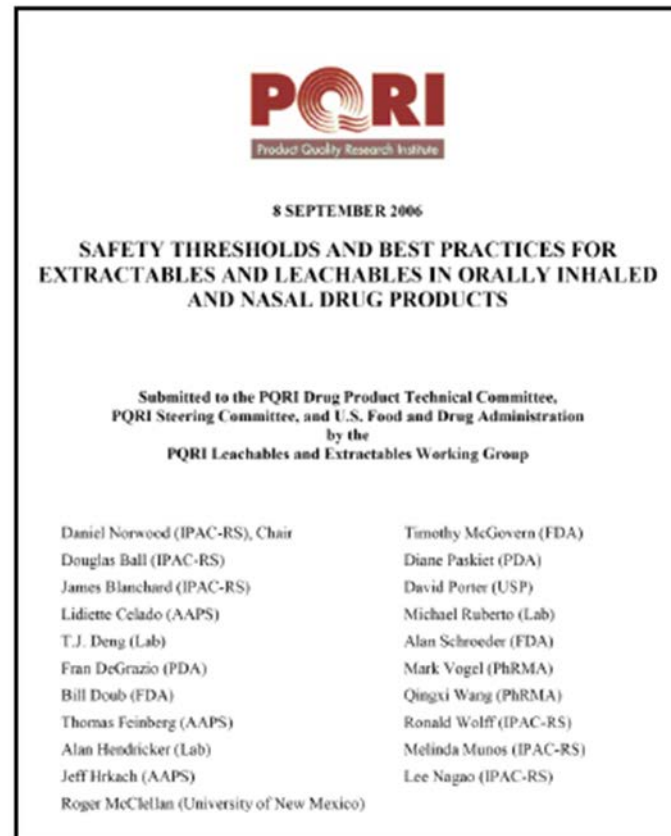 PQRI
Product Quality Research Institute
8 SEPTEMBER 2006
SAFETY THRESHOLDS AND BEST PRACTICES FOR
EXTRACTABLES AND LEACHABLES IN ORALLY INHALED
AND NASAL DRUG PRODUCTS
Submitted to the PQRI Drug Product Technical Committee,
PQRI Steering Committee, and U.S. Food and Drug Administration
by the
PQRI Leachables and Extractables Working Group
Daniel Norwood (IPAC-RS), Chair
Douglas Ball (IPAC-RS)
James Blanchard (IPAC-RS)
Lidiette Celado (AAPS)
T.J. Deng (Lab)
Fran DeGrazio (PDA)
Bill Doub (FDA)
Thomas Feinberg (AAPS)
Alan Hendricker (Lab)
Jeff Hrkach (AAPS)
Roger McClellan (University of New Mexico)
Timothy McGovern (FDA)
Diane Paskiet (PDA)
David Porter (USP)
Michael Ruberto (Lab)
Alan Schroeder (FDA)
Mark Vogel (PhRMA)
Qingxi Wang (PhRMA)
Ronald Wolff (IPAC-RS)
Melinda Munos (IPAC-RS)
Lee Nagao (IPAC-RS)